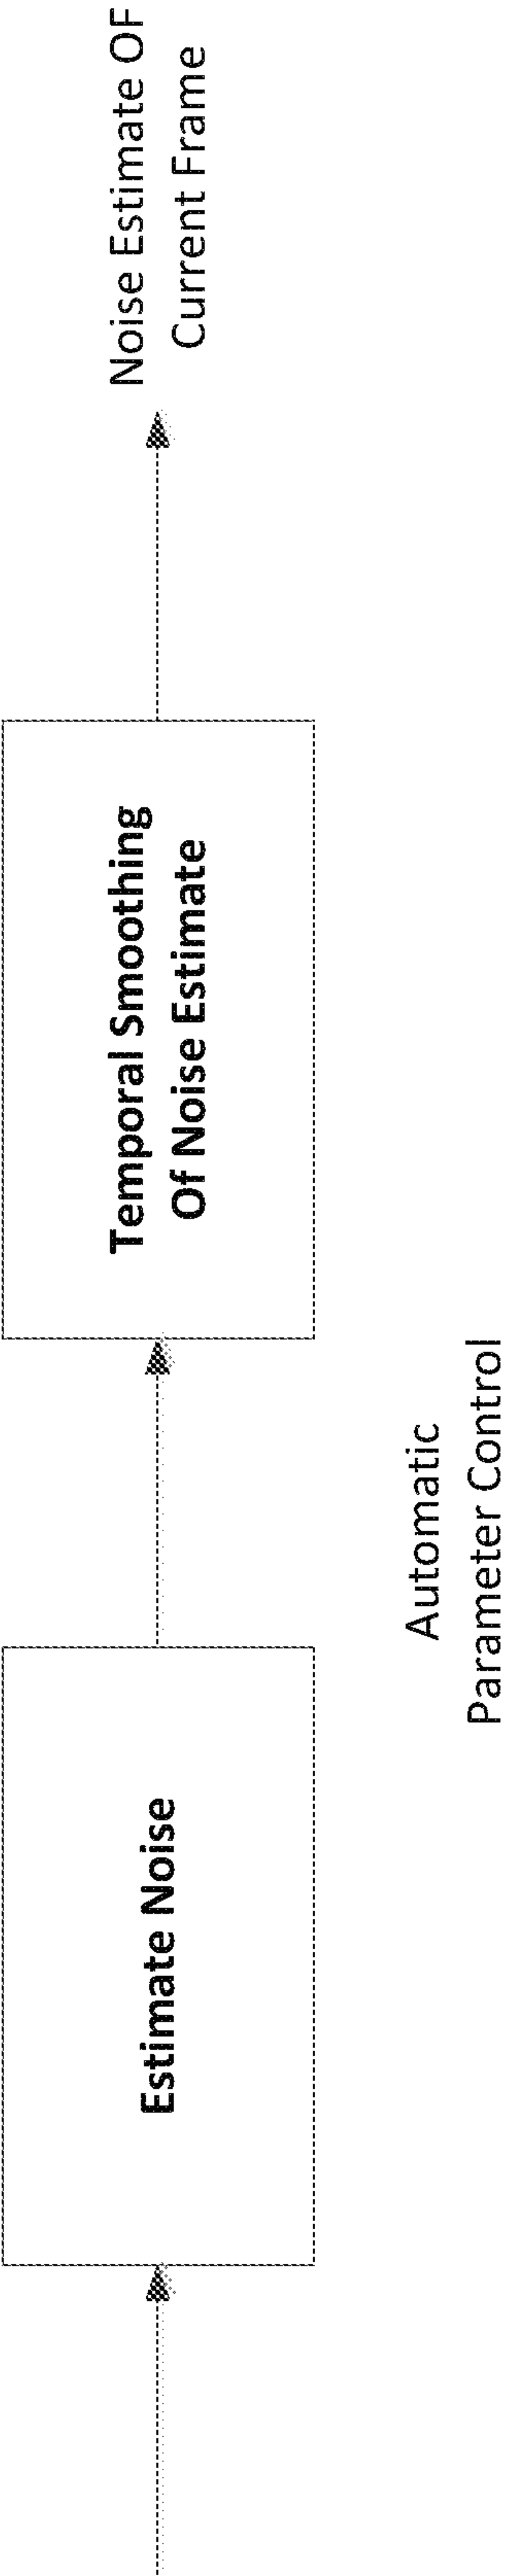 Estimate Noise
Temporal Smoothing
Of Noise Estimate
Noise Estimate OF
Current Frame
Automatic
Parameter Control